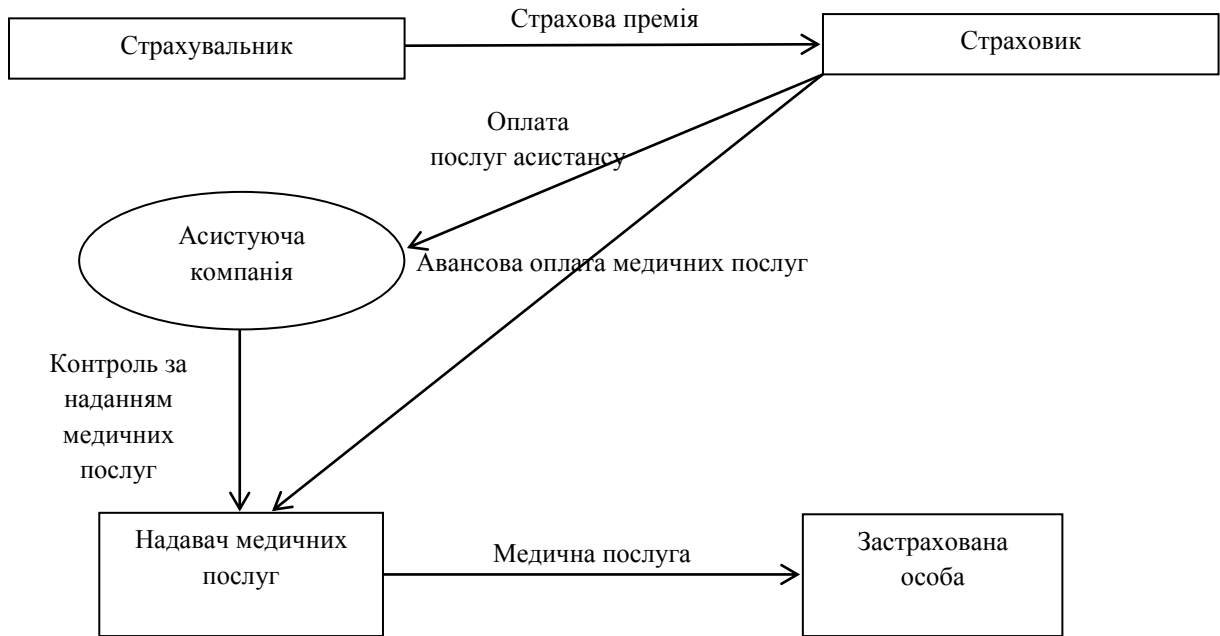 Страхова премія
Страхувальник
Страховик
Оплата
послуг асистансу
Асистуюча
компанія
Авансова оплата медичних послуг
Контроль за
наданням
медичних
послуг
Надавач медичних
послуг
Медична послуга
Застрахована
особа